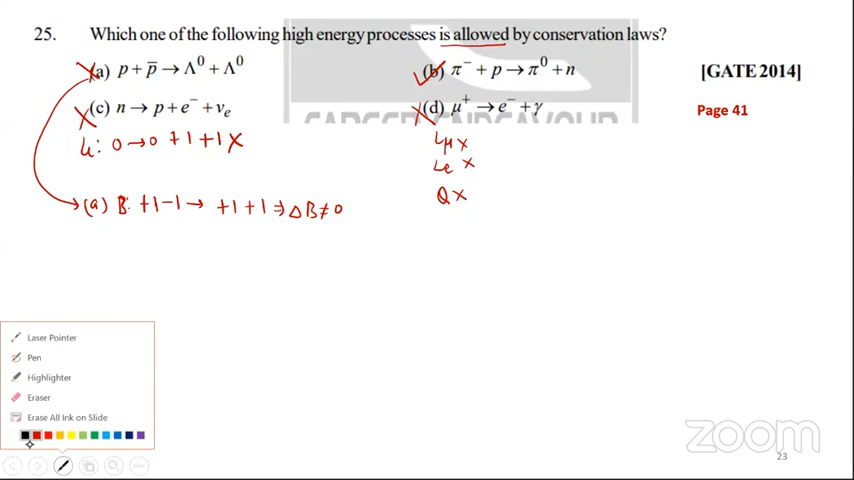 25. Which one of the following high energy processes is allowed by conservation laws?
(a) p + p̅ → Λ⁰ + Λ⁰ (b) π⁻ + p → π⁰ + n [GATE 2014]
(c) n → p + e⁻ + νₑ (d) μ⁺ → e⁻ + γ Page 41
CAREER ENDEAVOUR
: 0 → 0 +1 +1 X
Lμ x
Le x
Q x
(a) B: +1 -1 → +1 +1 ⇒ ΔB ≠ 0
Laser Pointer
Pen
Highlighter
Eraser
Erase All Ink on Slide
zoom
23